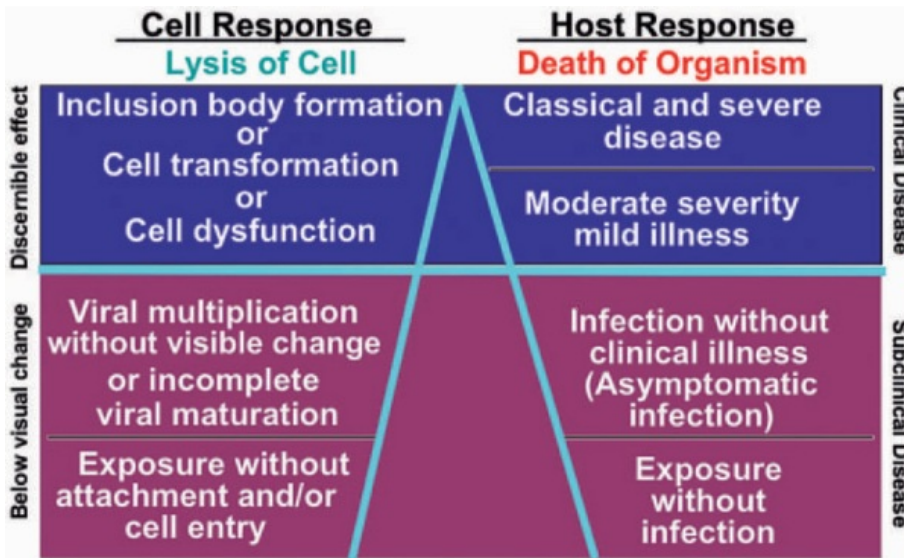 Cell Response
Lysis of Cell
Host Response
Death of Organism
Discernible effect
Inclusion body formation
or
Cell transformation
or
Cell dysfunction
Classical and severe
disease
Moderate severity
mild illness
Clinical Disease
Below visual change
Viral multiplication
without visible change
or incomplete
viral maturation
Exposure without
attachment and/or
cell entry
Infection without
clinical illness
(Asymptomatic
infection)
Exposure
without
infection
Subclinical Disease